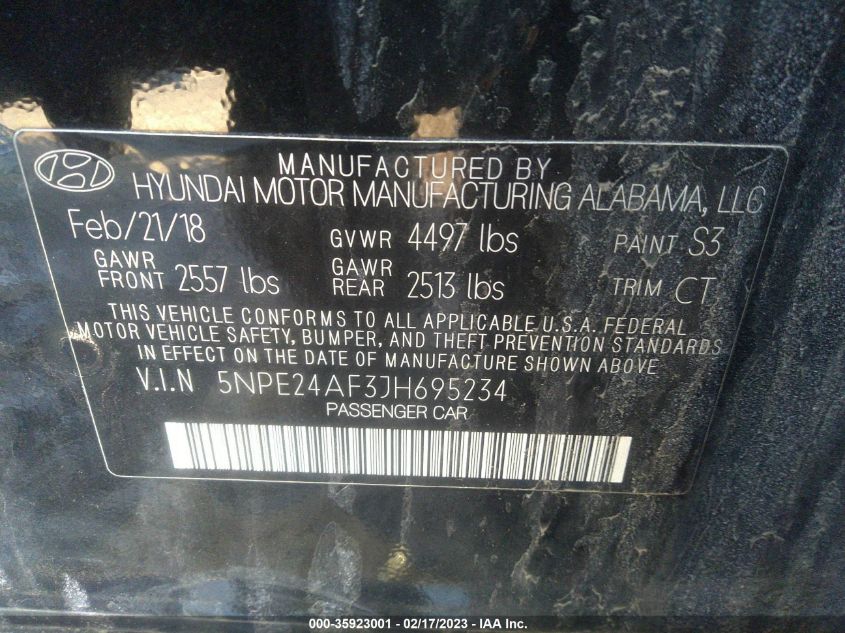 MANUFACTURED BY
HYUNDAI MOTOR MANUFACTURING ALABAMA, LLC
Feb/21/18 GVWR 4497 lbs PAINT S3
GAWR FRONT 2557 lbs GAWR REAR 2513 lbs TRIM CT
THIS VEHICLE CONFORMS TO ALL APPLICABLE U.S.A. FEDERAL
MOTOR VEHICLE SAFETY, BUMPER, AND THEFT PREVENTION STANDARDS
IN EFFECT ON THE DATE OF MANUFACTURE SHOWN ABOVE
V.I.N 5NPE24AF3JH695234
PASSENGER CAR
000-35923001 - 02/17/2023 - IAA Inc.